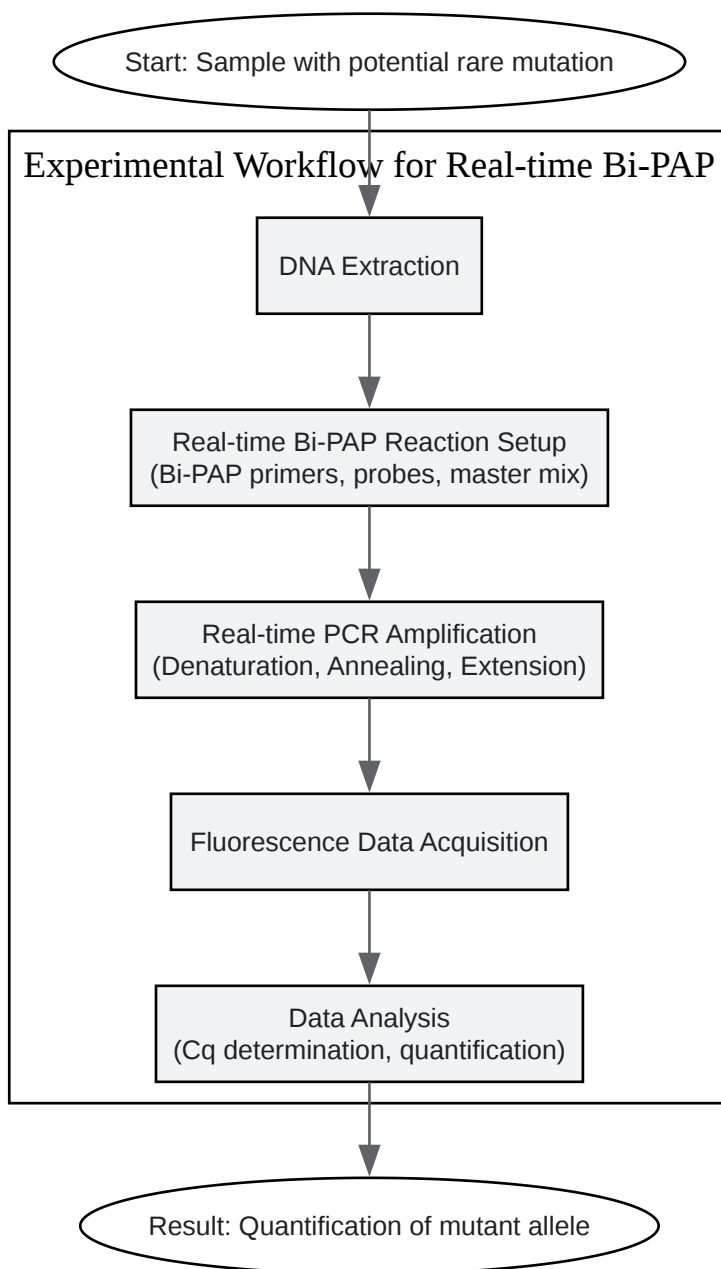 Start: Sample with potential rare mutation
Experimental Workflow for Real-time Bi-PAP
DNA Extraction
Real-time Bi-PAP Reaction Setup
(Bi-PAP primers, probes, master mix)
Real-time PCR Amplification
(Denaturation, Annealing, Extension)
Fluorescence Data Acquisition
Data Analysis
(Cq determination, quantification)
Result: Quantification of mutant allele